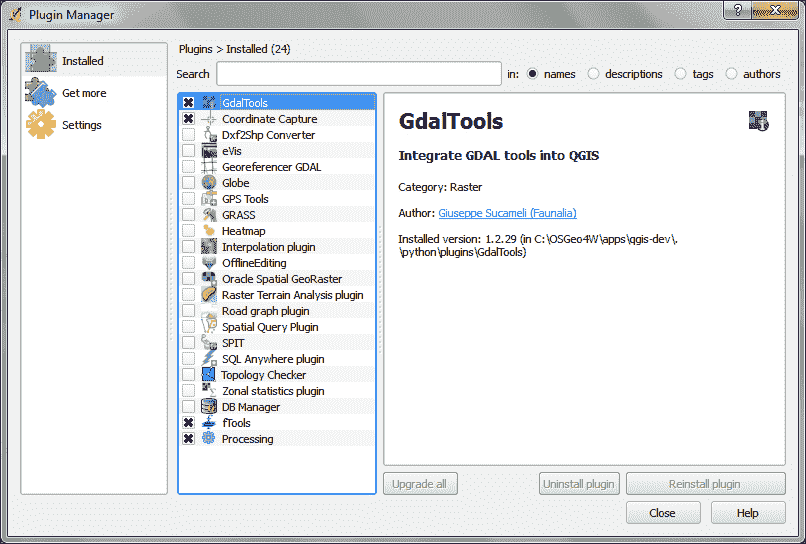 Plugin Manager
?
Installed
Get more
Settings
Plugins > Installed (24)
Search
in:
names
descriptions
tags
authors
GdalTools
Coordinate Capture
Dxf2Shp Converter
eVis
Georeferencer GDAL
Globe
GPS Tools
GRASS
Heatmap
Interpolation plugin
OfflineEditing
Oracle Spatial GeoRaster
Raster Terrain Analysis plugin
Road graph plugin
Spatial Query Plugin
SPIT
SQL Anywhere plugin
Topology Checker
Zonal statistics plugin
DB Manager
fTools
Processing
GdalTools
Integrate GDAL tools into QGIS
Category: Raster
Author: Giuseppe Sucameli (Faunalia)
Installed version: 1.2.29 (in C:\OSGeo4W\apps\qgis-dev\.
\python\plugins\GdalTools)
Upgrade all
Uninstall plugin
Reinstall plugin
Close
Help